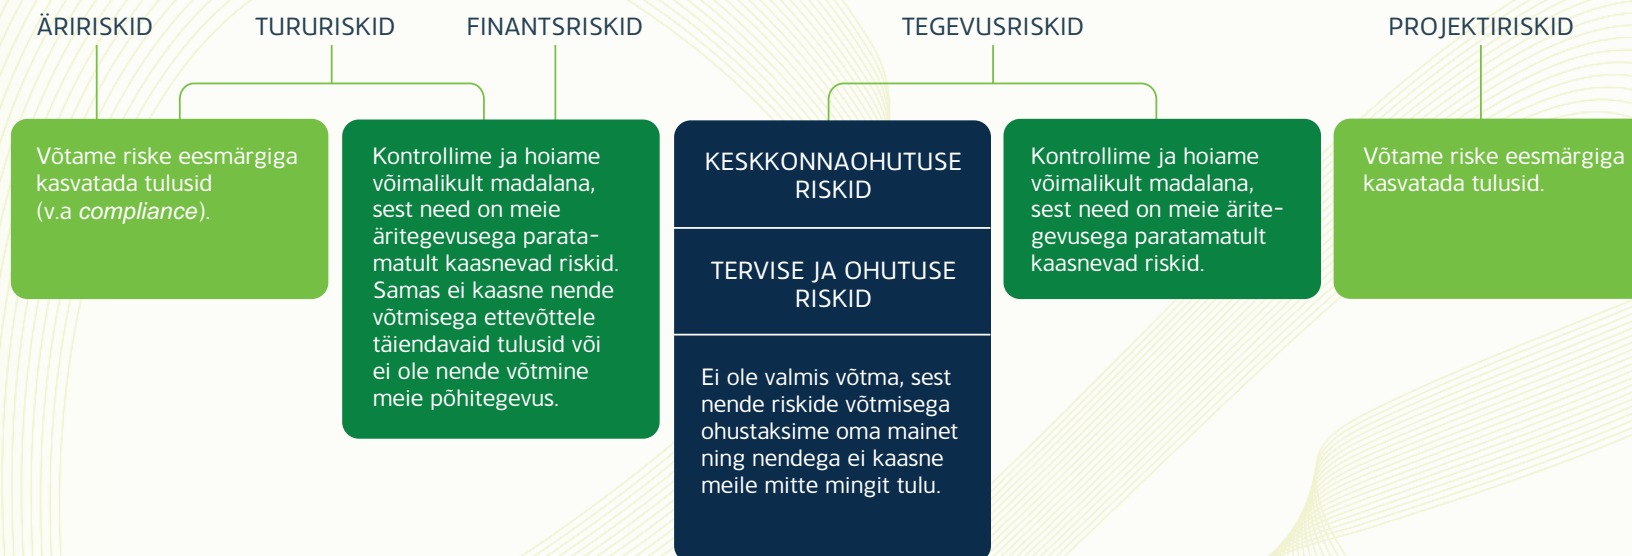 ÄRIRISKID
TURURISKID
FINANTSRISKID
TEGEVUSRISKID
PROJEKTIRISKID
Võtame riske eesmärgiga
kasvatada tulusid
(v.a compliance).
Kontrollime ja hoiame
võimalikult madalana,
sest need on meie
äritegevusega parata-
matult kaasnevad riskid.
Samas ei kaasne nende
võtmisega ettevõttele
täiendavaid tulusid või
ei ole nende võtmine
meie põhitegevus.
KESKKONNAOHUTUSE
RISKID
TERVISE JA OHUTUSE
RISKID
Ei ole valmis võtma, sest
nende riskide võtmisega
ohustaksime oma mainet
ning nendega ei kaasne
meile mitte mingit tulu.
Kontrollime ja hoiame
võimalikult madalana,
sest need on meie ärite-
gevusega paratamatult
kaasnevad riskid.
Võtame riske eesmärgiga
kasvatada tulusid.